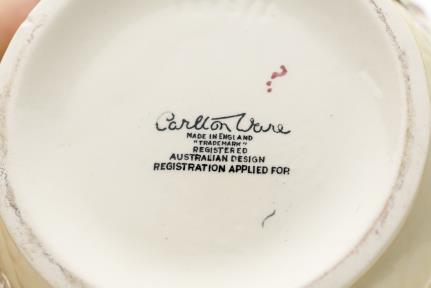 Carlton Ware
MADE IN ENGLAND
"TRADEMARK"
REGISTERED
AUSTRALIAN DESIGN
REGISTRATION APPLIED FOR